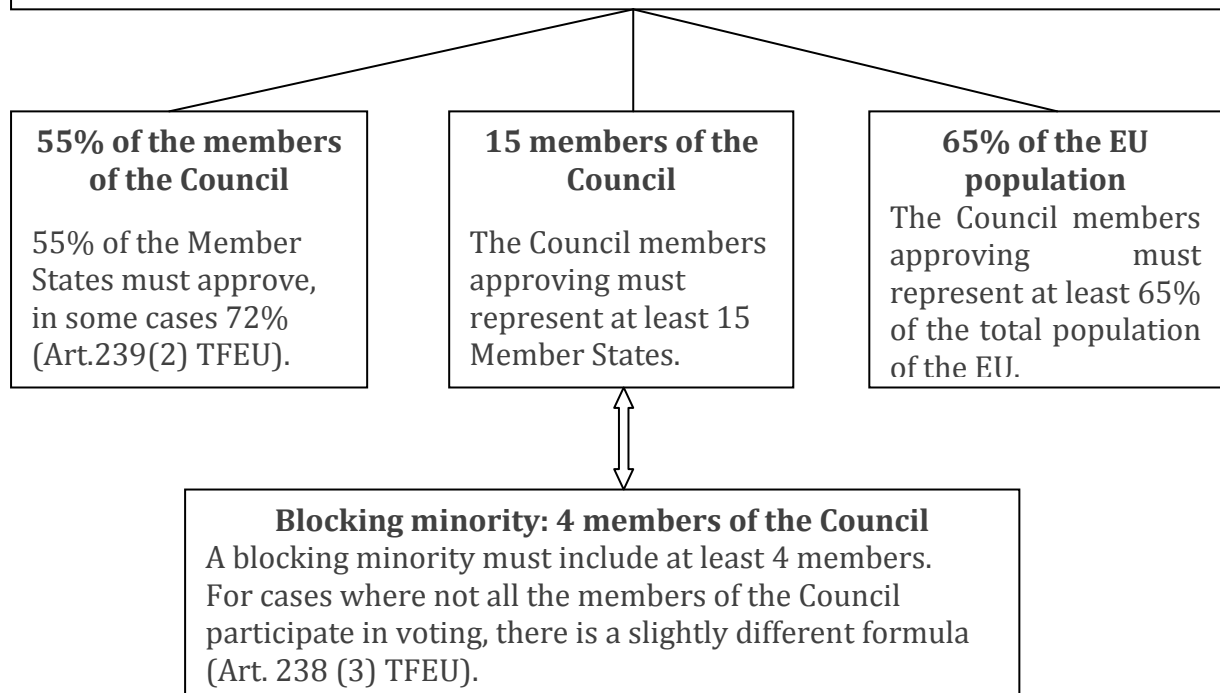 55% of the members
of the Council
55% of the Member
States must approve,
in some cases 72%
(Art.239(2) TFEU).
15 members of the
Council
The Council members
approving must
represent at least 15
Member States.
65% of the EU
population
The Council members
approving must
represent at least 65%
of the total population
of the EU.
Blocking minority: 4 members of the Council
A blocking minority must include at least 4 members.
For cases where not all the members of the Council
participate in voting, there is a slightly different formula
(Art. 238 (3) TFEU).